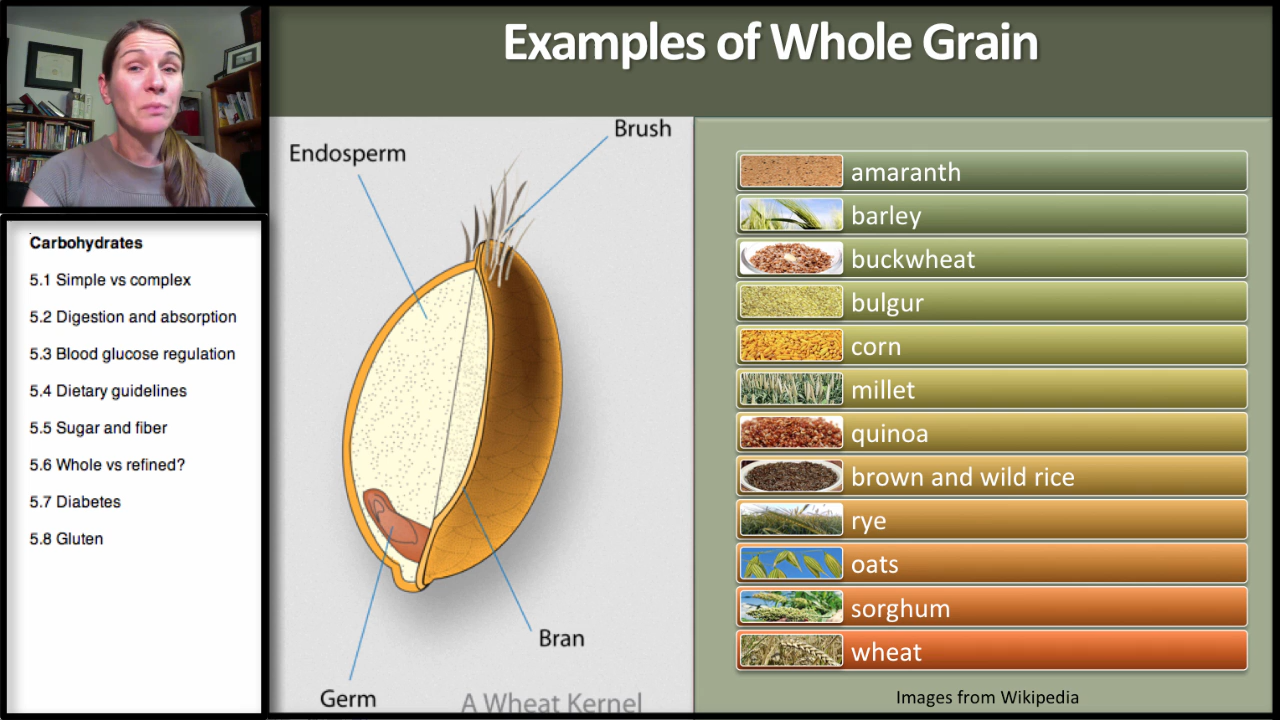 Examples of Whole Grain
Carbohydrates
5.1 Simple vs complex
5.2 Digestion and absorption
5.3 Blood glucose regulation
5.4 Dietary guidelines
5.5 Sugar and fiber
5.6 Whole vs refined?
5.7 Diabetes
5.8 Gluten
Brush
Endosperm
Bran
Germ
A Wheat Kernel
amaranth
barley
buckwheat
bulgur
corn
millet
quinoa
brown and wild rice
rye
oats
sorghum
wheat
Images from Wikipedia